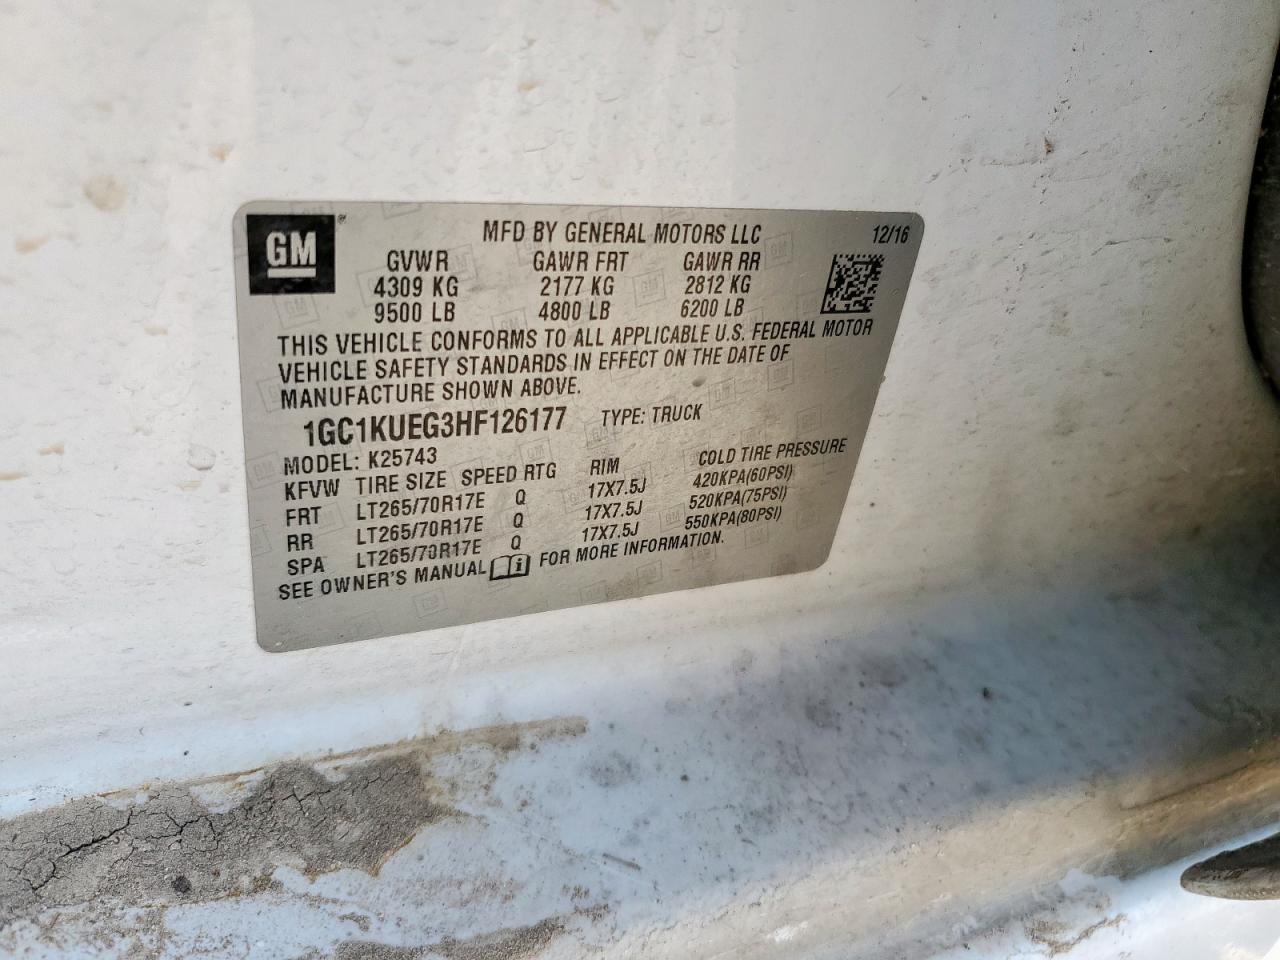 GM ®
MFD BY GENERAL MOTORS LLC 12/16
GVWR GAWR FRT GAWR RR
4309 KG 2177 KG 2812 KG
9500 LB 4800 LB 6200 LB
THIS VEHICLE CONFORMS TO ALL APPLICABLE U.S. FEDERAL MOTOR
VEHICLE SAFETY STANDARDS IN EFFECT ON THE DATE OF
MANUFACTURE SHOWN ABOVE.
1GC1KUEG3HF126177 TYPE: TRUCK
MODEL: K25743
KFVW TIRE SIZE SPEED RTG RIM COLD TIRE PRESSURE
FRT LT265/70R17E Q 17X7.5J 420KPA(60PSI)
RR LT265/70R17E Q 17X7.5J 520KPA(75PSI)
SPA LT265/70R17E Q 17X7.5J 550KPA(80PSI)
SEE OWNER'S MANUAL FOR MORE INFORMATION.